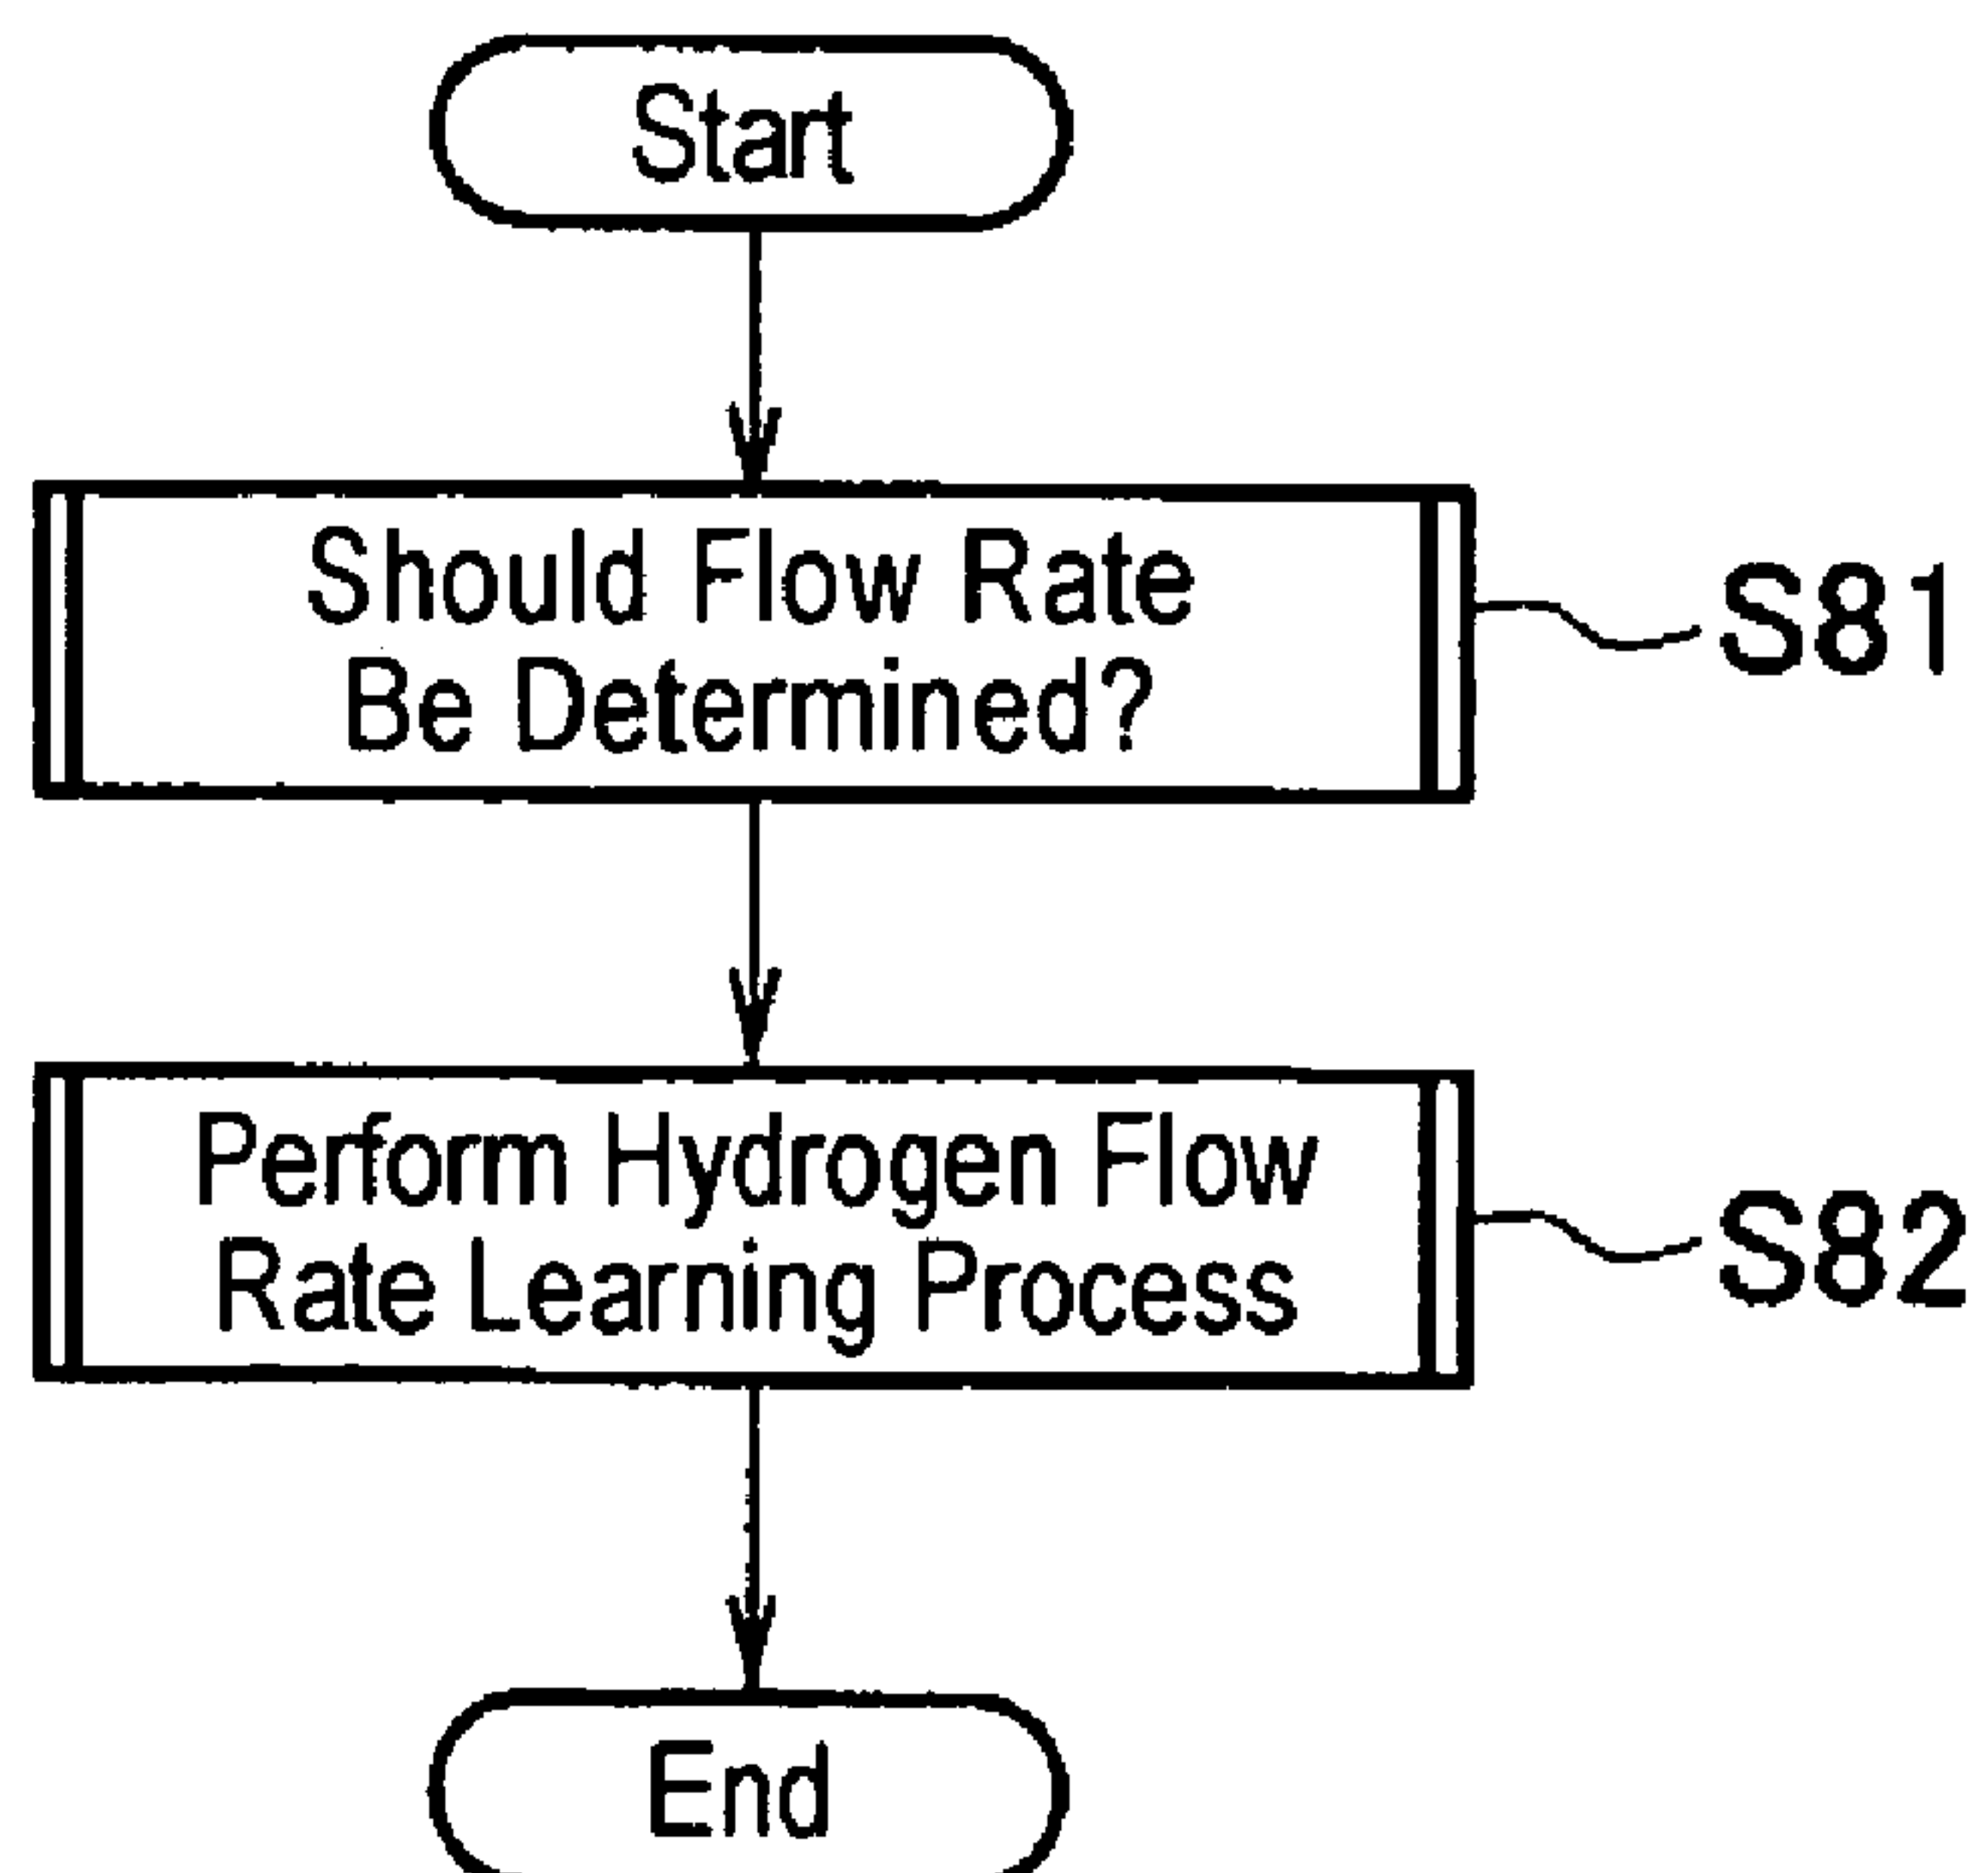 Start
Should Flow Rate
Be Determined?
S81
Perform Hydrogen Flow
Rate Learning Process
S82
End